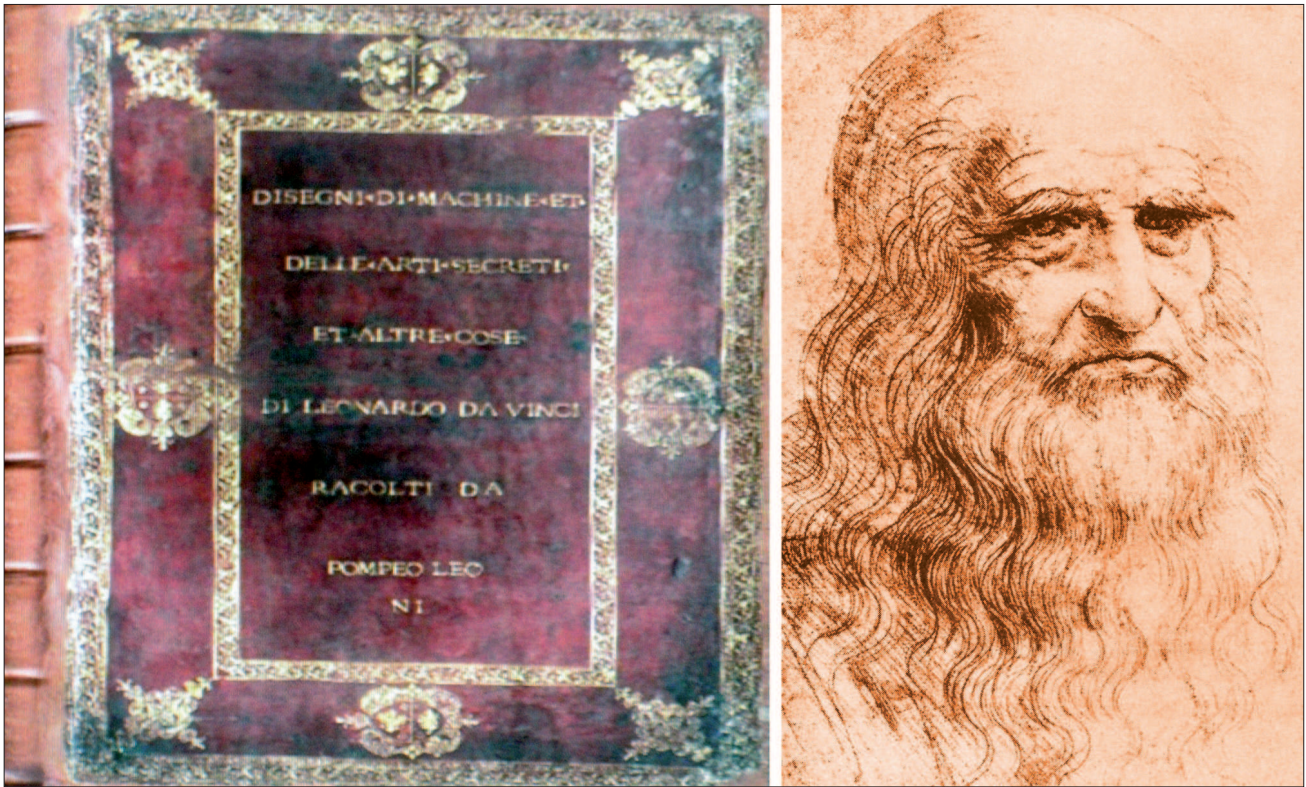 DISEGNI•DI•MACHINE•ET•
DELLE•ARTI•SECRETI•
ET•ALTRE•COSE•
DI LEONARDO DA VINCI
RACOLTI DA
POMPEO LEO
NI